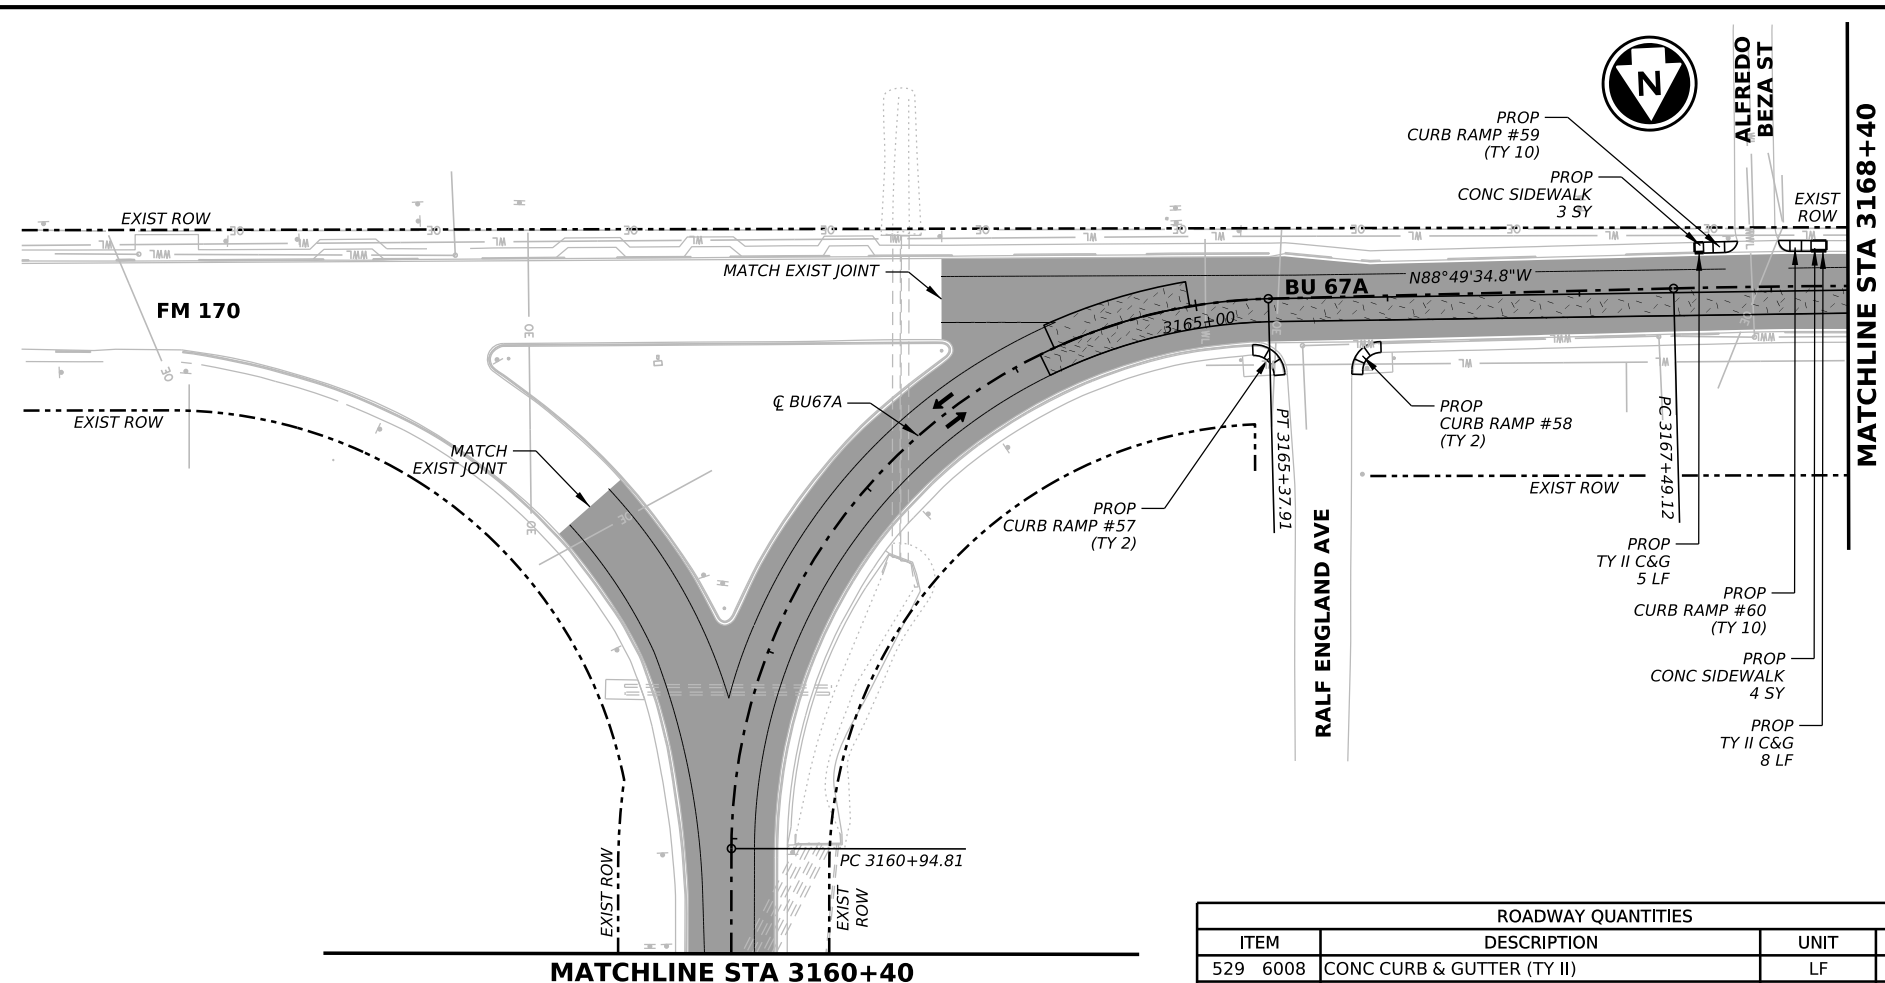 N
ALFREDO
BEZA ST
MATCHLINE STA 3168+40
PROP
CURB RAMP #59
(TY 10)
PROP
CONC SIDEWALK
3 SY
EXIST
ROW
EXIST ROW
MATCH EXIST JOINT
N88°49'34.8"W
BU 67A
FM 170
3165+00
℄ BU67A
EXIST ROW
MATCH
EXIST JOINT
PROP
CURB RAMP #58
(TY 2)
PT 3165+37.91
PC 3167+49.12
EXIST ROW
PROP
CURB RAMP #57
(TY 2)
RALF ENGLAND AVE
PROP
TY II C&G
5 LF
PROP
CURB RAMP #60
(TY 10)
PROP
CONC SIDEWALK
4 SY
PROP
TY II C&G
8 LF
PC 3160+94.81
EXIST ROW
EXIST
ROW
MATCHLINE STA 3160+40
ROADWAY QUANTITIES
ITEM DESCRIPTION UNIT
529 6008 CONC CURB & GUTTER (TY II) LF